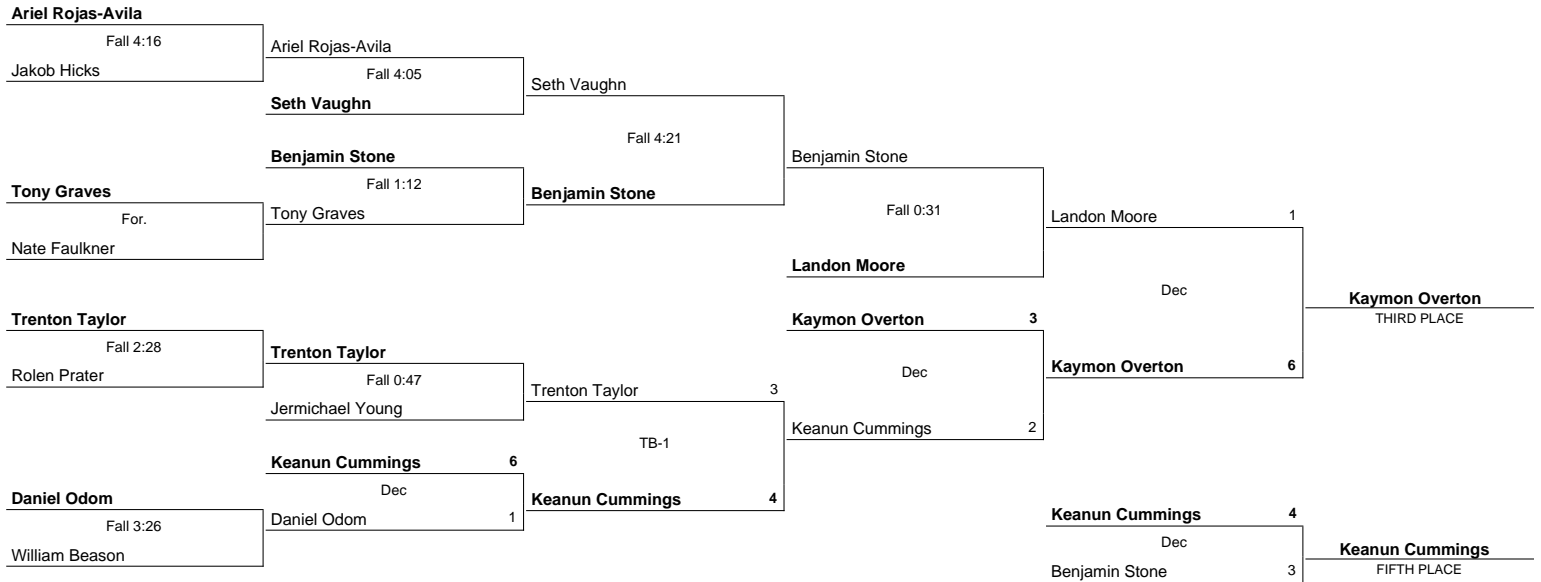 Ariel Rojas-Avila
Fall 4:16
Jakob Hicks
Ariel Rojas-Avila
Fall 4:05
Seth Vaughn
Seth Vaughn
Fall 4:21
Benjamin Stone
Benjamin Stone
Fall 1:12
Tony Graves
Tony Graves
For.
Nate Faulkner
Benjamin Stone
Fall 0:31
Landon Moore
Landon Moore 1
Dec
Kaymon Overton 6
Kaymon Overton
THIRD PLACE
Trenton Taylor
Fall 2:28
Rolen Prater
Trenton Taylor
Fall 0:47
Jermichael Young
Trenton Taylor 3
TB-1
Keanun Cummings 4
Kaymon Overton 3
Dec
Keanun Cummings 2
Keanun Cummings 6
Dec
Daniel Odom 1
Daniel Odom
Fall 3:26
William Beason
Keanun Cummings 4
Dec
Benjamin Stone 3
Keanun Cummings
FIFTH PLACE